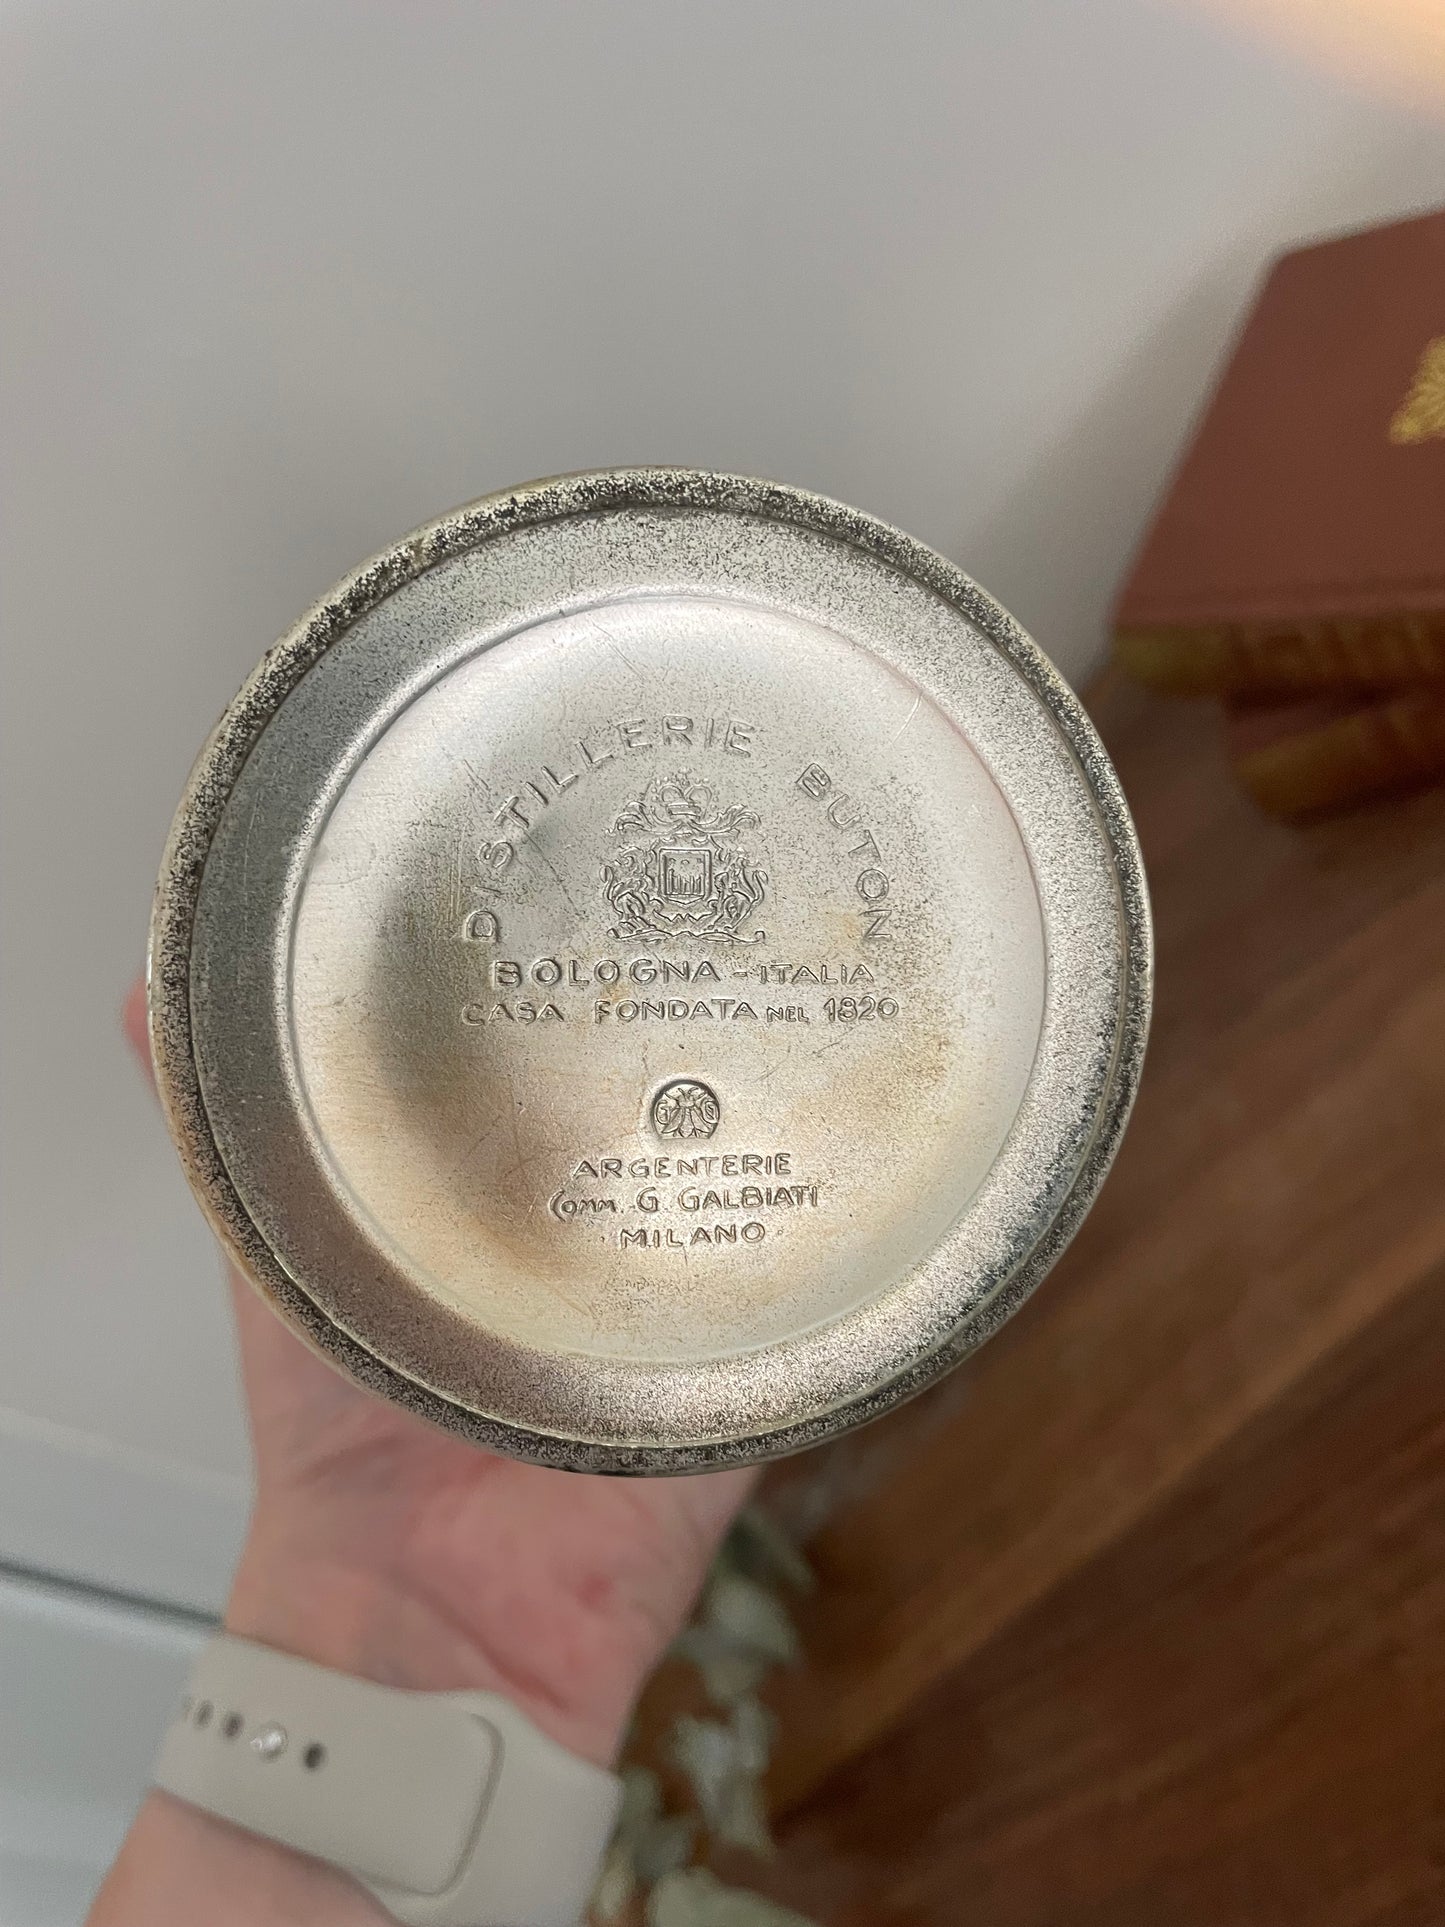 DISTILLERIE BUTON
BOLOGNA - ITALIA
CASA FONDATA NEL 1820
ARGENTERIE
Comm. G. GALBIATI
· MILANO ·